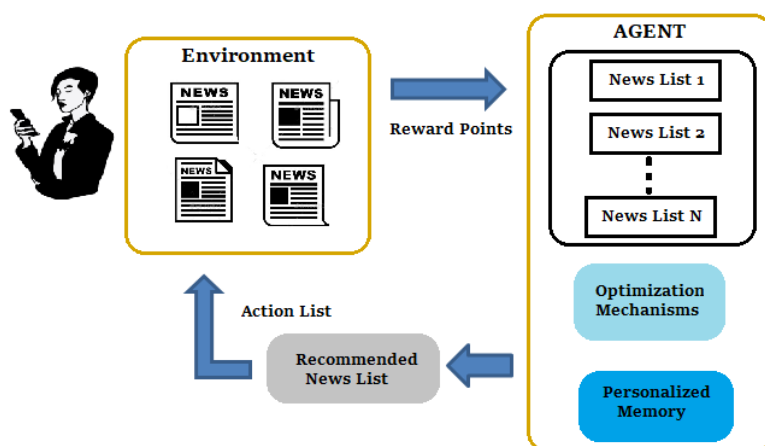 Environment
NEWS
NEWS
NEWS
NEWS
Reward Points
AGENT
News List 1
News List 2
News List N
Optimization
Mechanisms
Personalized
Memory
Action List
Recommended
News List